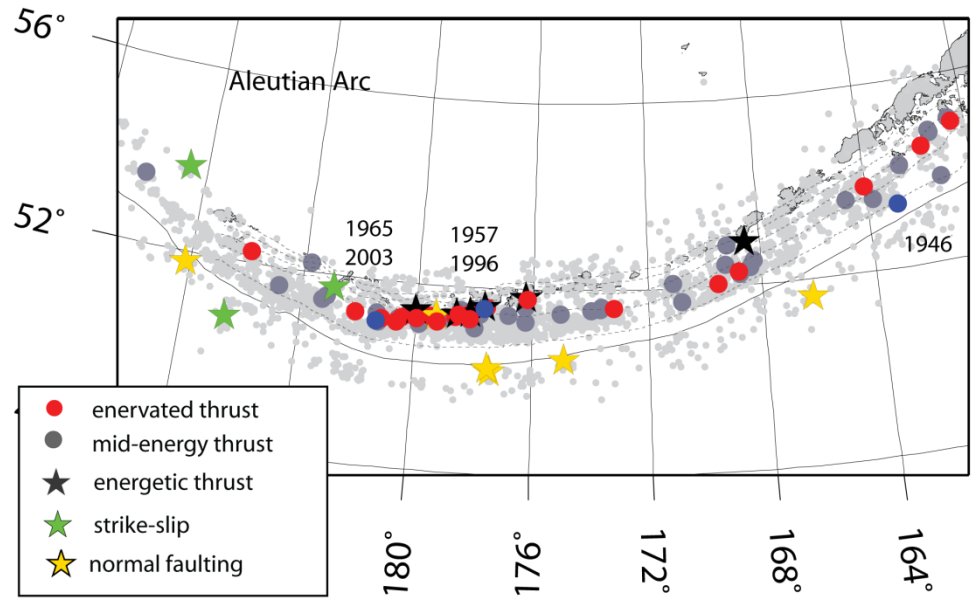 56°
Aleutian Arc
52°
1965
2003
1957
1996
1946
enervated thrust
mid-energy thrust
energetic thrust
strike-slip
normal faulting
180°
176°
172°
168°
164°